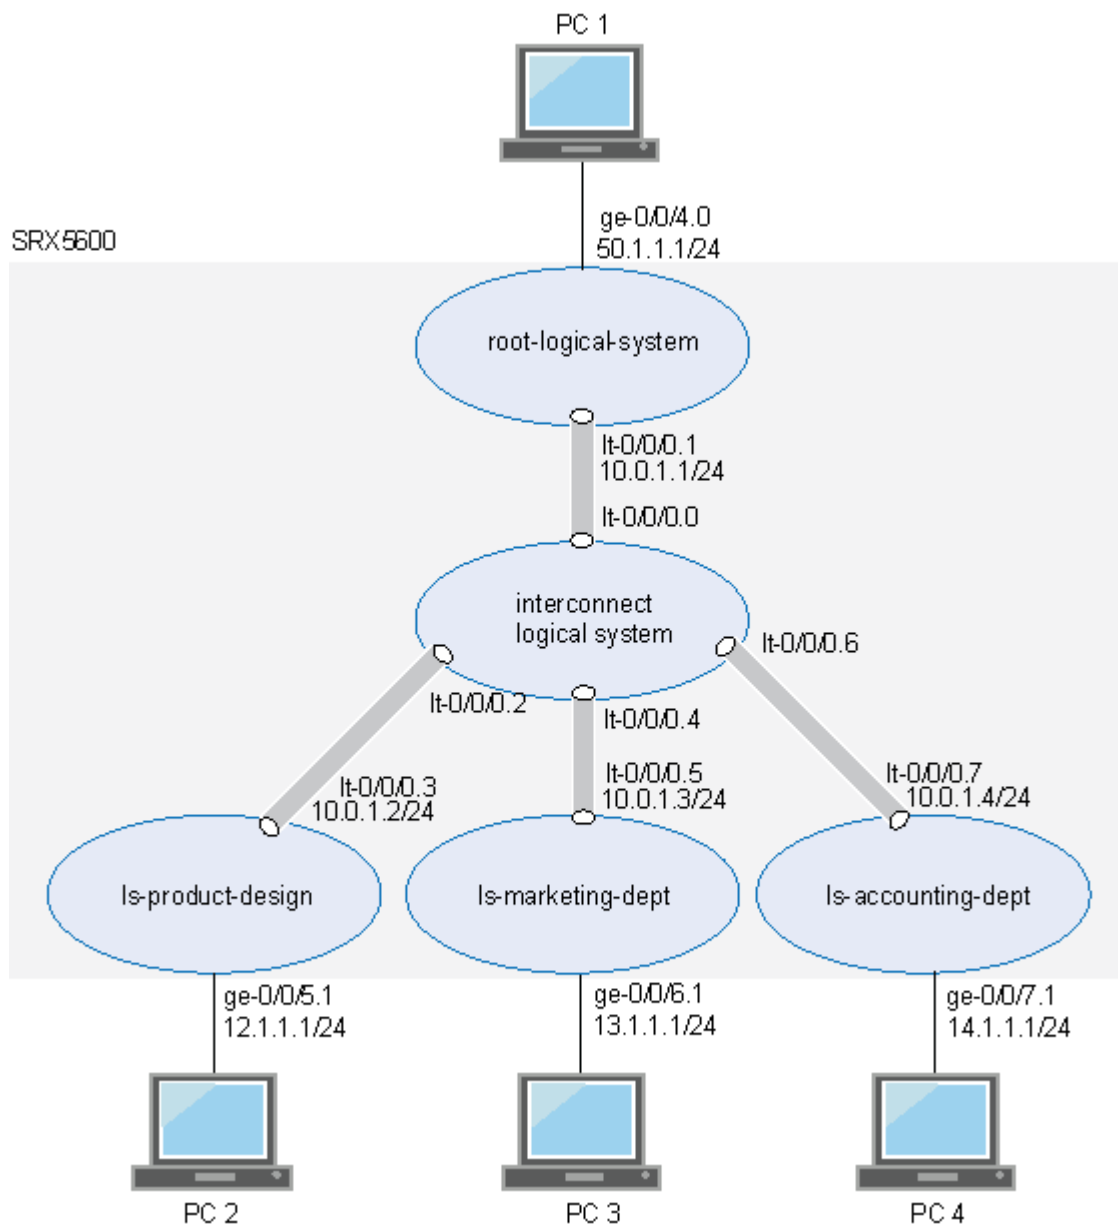 PC 1
ge-0/0/4.0
50.1.1.1/24
SRX5600
root-logical-system
lt-0/0/0.1
10.0.1.1/24
lt-0/0/0.0
interconnect
logical system
lt-0/0/0.6
lt-0/0/0.2
lt-0/0/0.4
lt-0/0/0.3
10.0.1.2/24
lt-0/0/0.5
10.0.1.3/24
lt-0/0/0.7
10.0.1.4/24
ls-product-design
ls-marketing-dept
ls-accounting-dept
ge-0/0/5.1
12.1.1.1/24
ge-0/0/6.1
13.1.1.1/24
ge-0/0/7.1
14.1.1.1/24
PC 2
PC 3
PC 4